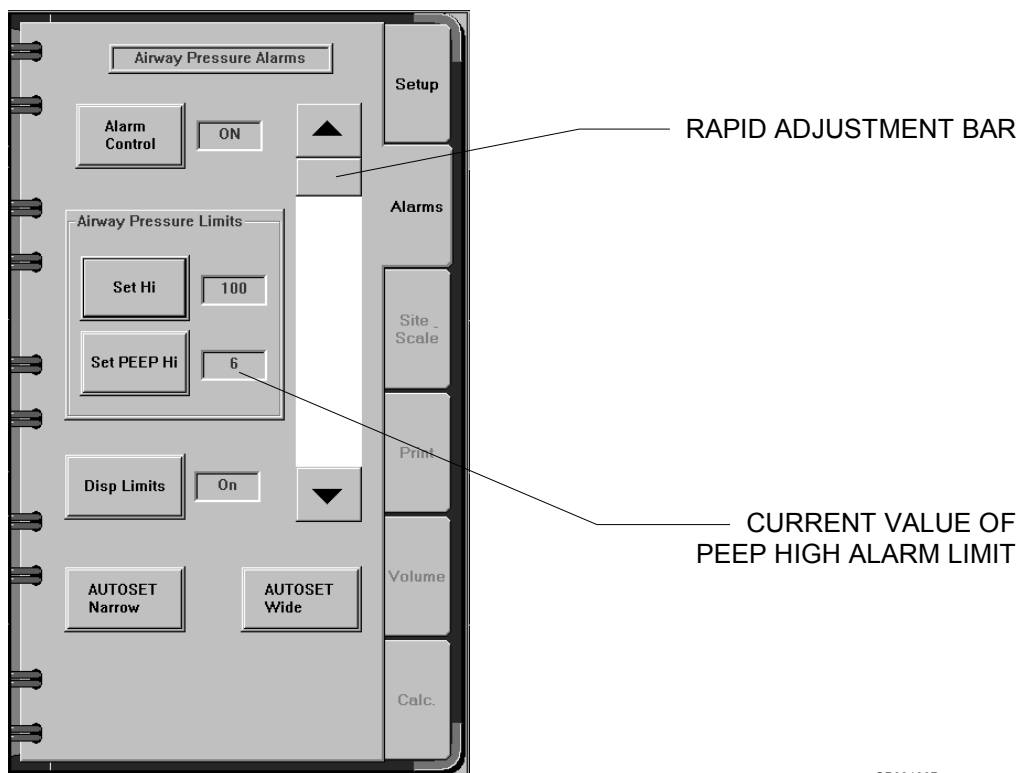 Airway Pressure Alarms
Setup
Alarm
Control
ON
RAPID ADJUSTMENT BAR
Alarms
Airway Pressure Limits
Set Hi
100
Site_
Scale
Set PEEP Hi
6
Print
Disp Limits
On
CURRENT VALUE OF
PEEP HIGH ALARM LIMIT
AUTOSET
Narrow
AUTOSET
Wide
Volume
Calc.